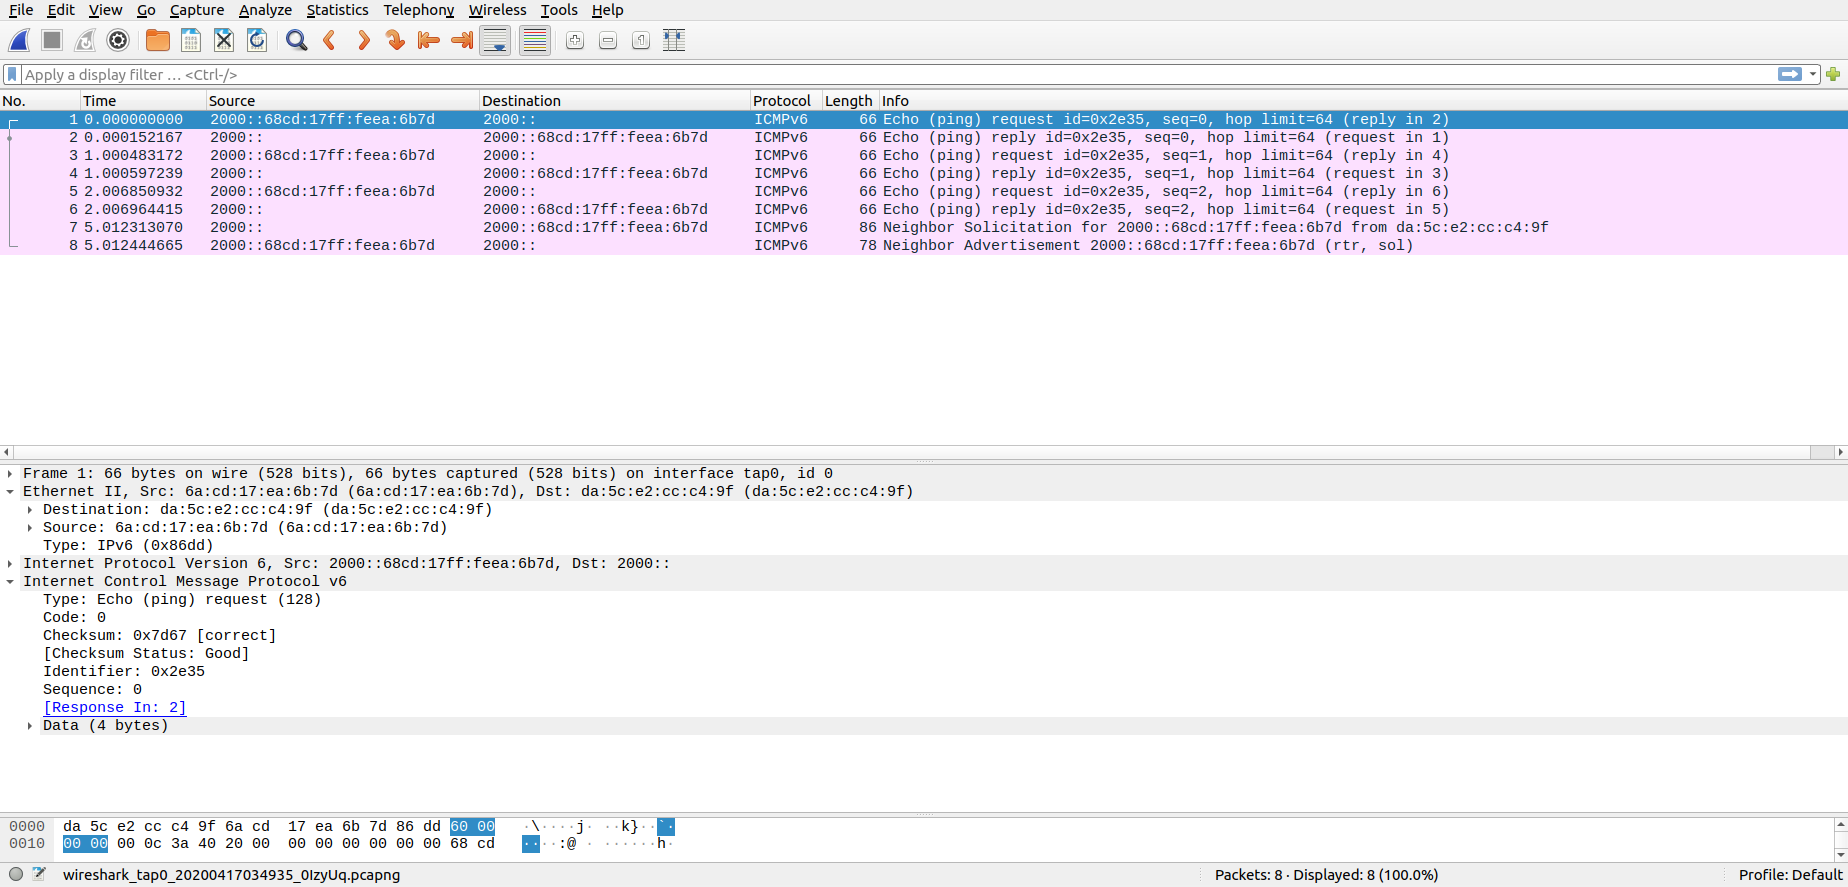 File Edit View Go Capture Analyze Statistics Telephony Wireless Tools Help
Apply a display filter … <Ctrl-/>
No. Time Source Destination Protocol Length Info
1 0.000000000 2000::68cd:17ff:feea:6b7d 2000:: ICMPv6 66 Echo (ping) request id=0x2e35, seq=0, hop limit=64 (reply in 2)
2 0.000152167 2000:: 2000::68cd:17ff:feea:6b7d ICMPv6 66 Echo (ping) reply id=0x2e35, seq=0, hop limit=64 (request in 1)
3 1.000483172 2000::68cd:17ff:feea:6b7d 2000:: ICMPv6 66 Echo (ping) request id=0x2e35, seq=1, hop limit=64 (reply in 4)
4 1.000597239 2000:: 2000::68cd:17ff:feea:6b7d ICMPv6 66 Echo (ping) reply id=0x2e35, seq=1, hop limit=64 (request in 3)
5 2.006850932 2000::68cd:17ff:feea:6b7d 2000:: ICMPv6 66 Echo (ping) request id=0x2e35, seq=2, hop limit=64 (reply in 6)
6 2.006964415 2000:: 2000::68cd:17ff:feea:6b7d ICMPv6 66 Echo (ping) reply id=0x2e35, seq=2, hop limit=64 (request in 5)
7 5.012313070 2000:: 2000::68cd:17ff:feea:6b7d ICMPv6 86 Neighbor Solicitation for 2000::68cd:17ff:feea:6b7d from da:5c:e2:cc:c4:9f
8 5.012444665 2000::68cd:17ff:feea:6b7d 2000:: ICMPv6 78 Neighbor Advertisement 2000::68cd:17ff:feea:6b7d (rtr, sol)
Frame 1: 66 bytes on wire (528 bits), 66 bytes captured (528 bits) on interface tap0, id 0
Ethernet II, Src: 6a:cd:17:ea:6b:7d (6a:cd:17:ea:6b:7d), Dst: da:5c:e2:cc:c4:9f (da:5c:e2:cc:c4:9f)
Destination: da:5c:e2:cc:c4:9f (da:5c:e2:cc:c4:9f)
Source: 6a:cd:17:ea:6b:7d (6a:cd:17:ea:6b:7d)
Type: IPv6 (0x86dd)
Internet Protocol Version 6, Src: 2000::68cd:17ff:feea:6b7d, Dst: 2000::
Internet Control Message Protocol v6
Type: Echo (ping) request (128)
Code: 0
Checksum: 0x7d67 [correct]
[Checksum Status: Good]
Identifier: 0x2e35
Sequence: 0
[Response In: 2]
Data (4 bytes)
0000 da 5c e2 cc c4 9f 6a cd 17 ea 6b 7d 86 dd 60 00 ·\····j· ··k}··`·
0010 00 00 00 0c 3a 40 20 00 00 00 00 00 00 00 68 cd ····:@ · ······h·
wireshark_tap0_20200417034935_0IzyUq.pcapng Packets: 8 · Displayed: 8 (100.0%) Profile: Default